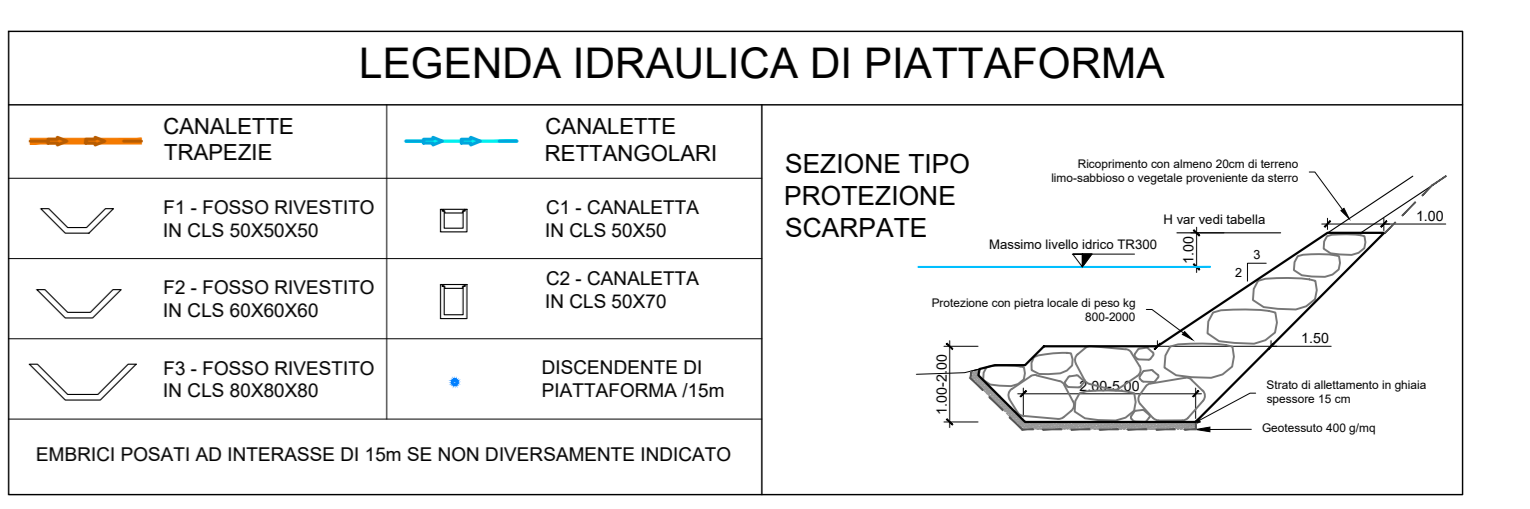 LEGENDA IDRAULICA DI PIATTAFORMA
CANALETTE
TRAPEZIE
CANALETTE
RETTANGOLARI
F1 - FOSSO RIVESTITO
IN CLS 50X50X50
C1 - CANALETTA
IN CLS 50X50
F2 - FOSSO RIVESTITO
IN CLS 60X60X60
C2 - CANALETTA
IN CLS 50X70
F3 - FOSSO RIVESTITO
IN CLS 80X80X80
DISCENDENTE DI
PIATTAFORMA /15m
EMBRICI POSATI AD INTERASSE DI 15m SE NON DIVERSAMENTE INDICATO
SEZIONE TIPO
PROTEZIONE
SCARPATE
Ricoprimento con almeno 20cm di terreno
limo-sabbioso o vegetale proveniente da sterro
H var vedi tabella
1.00
Massimo livello idrico TR300
1.00
3
2
Protezione con pietra locale di peso kg
800-2000
1.50
1.00-2.00
2.00-5.00
Strato di allettamento in ghiaia
spessore 15 cm
Geotessuto 400 g/mq